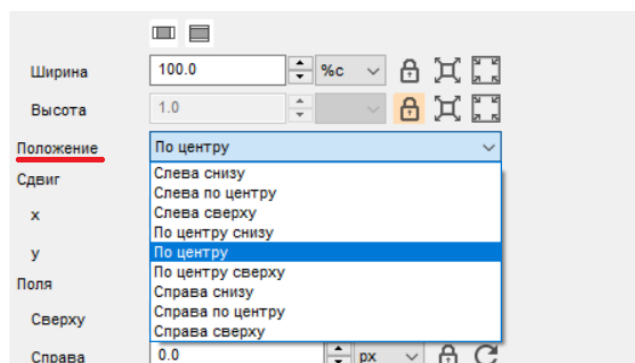 Ширина 100.0 %c
Высота 1.0
Положение По центру
Сдвиг Слева снизу
Слева по центру
x Слева сверху
По центру снизу
y По центру
Поля По центру сверху
Справа снизу
Сверху Справа по центру
Справа сверху
Справа 0.0 px